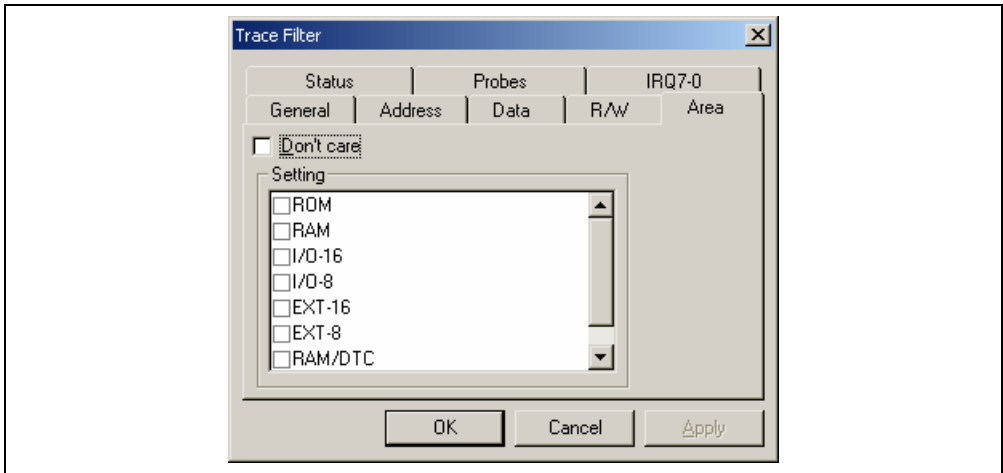 Trace Filter
Status Probes IRQ7-0
General Address Data R/W Area
Don't care
Setting
ROM
RAM
I/O-16
I/O-8
EXT-16
EXT-8
RAM/DTC
OK Cancel Apply